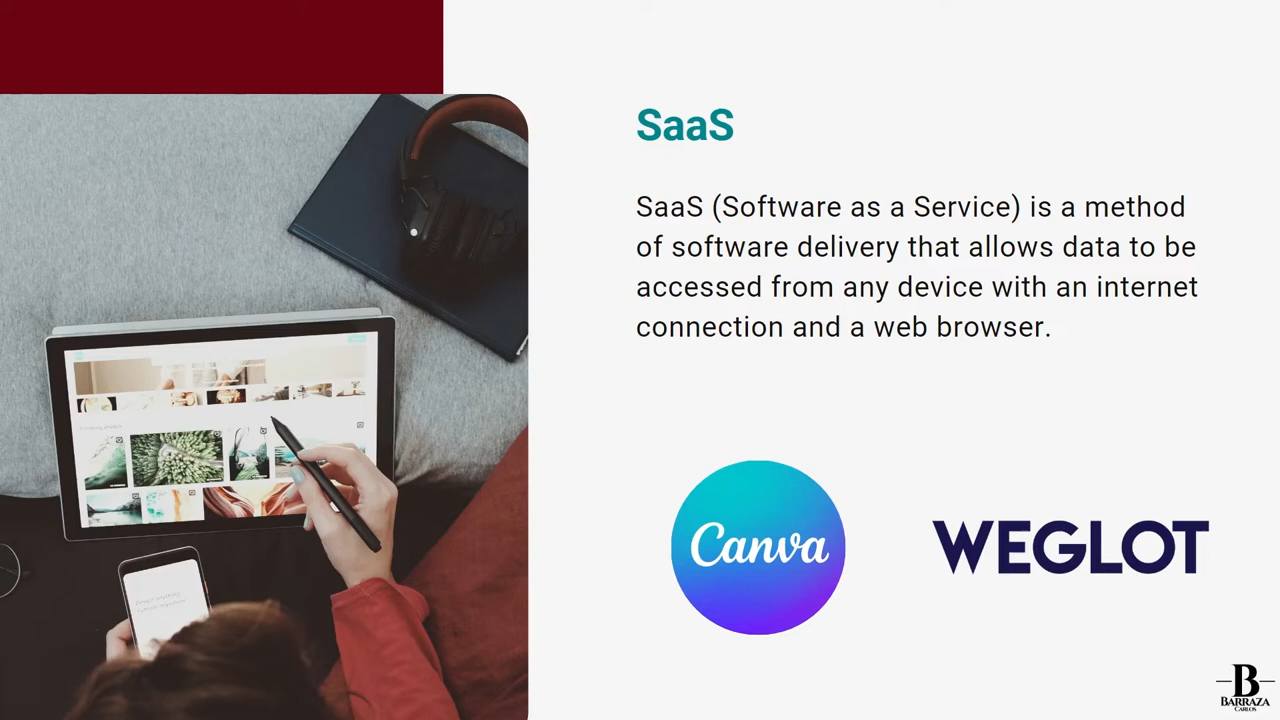 SaaS
SaaS (Software as a Service) is a method
of software delivery that allows data to be
accessed from any device with an internet
connection and a web browser.
Canva
WEGLOT
B
BARRAZA
CARLOS